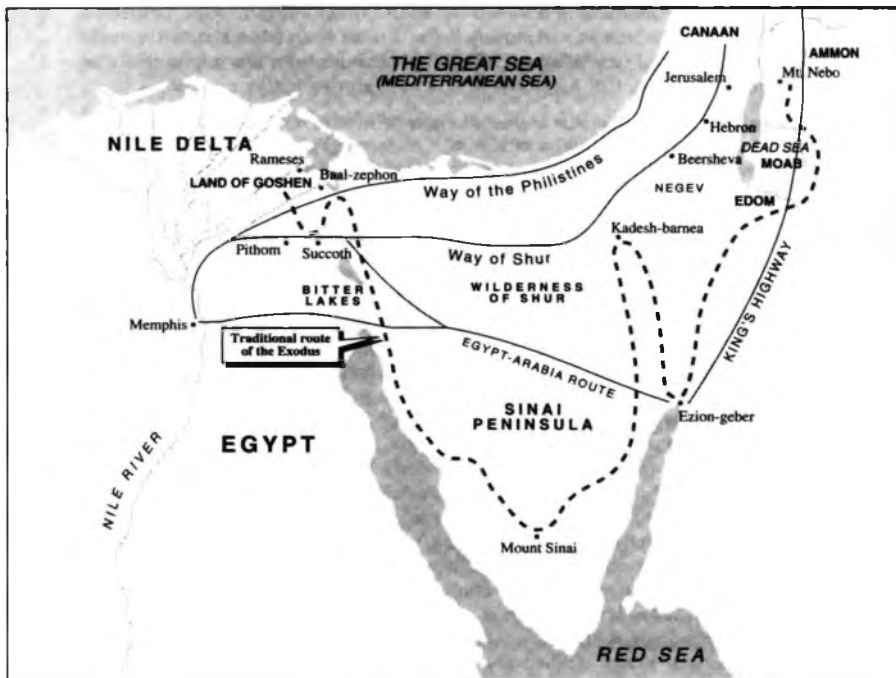 CANAAN
THE GREAT SEA
(MEDITERRANEAN SEA)
AMMON
Mt. Nebo
Jerusalem
NILE DELTA
Hebron
DEAD SEA
Rameses
Baal-zephon
Beersheva
MOAB
LAND OF GOSHEN
Way of the Philistines
NEGEV
EDOM
Kadesh-barnea
Pithom
Succoth
Way of Shur
BITTER
LAKES
WILDERNESS
OF SHUR
KING'S HIGHWAY
Memphis
Traditional route
of the Exodus
EGYPT-ARABIA ROUTE
SINAI
PENINSULA
Ezion-geber
EGYPT
NILE RIVER
Mount Sinai
RED SEA